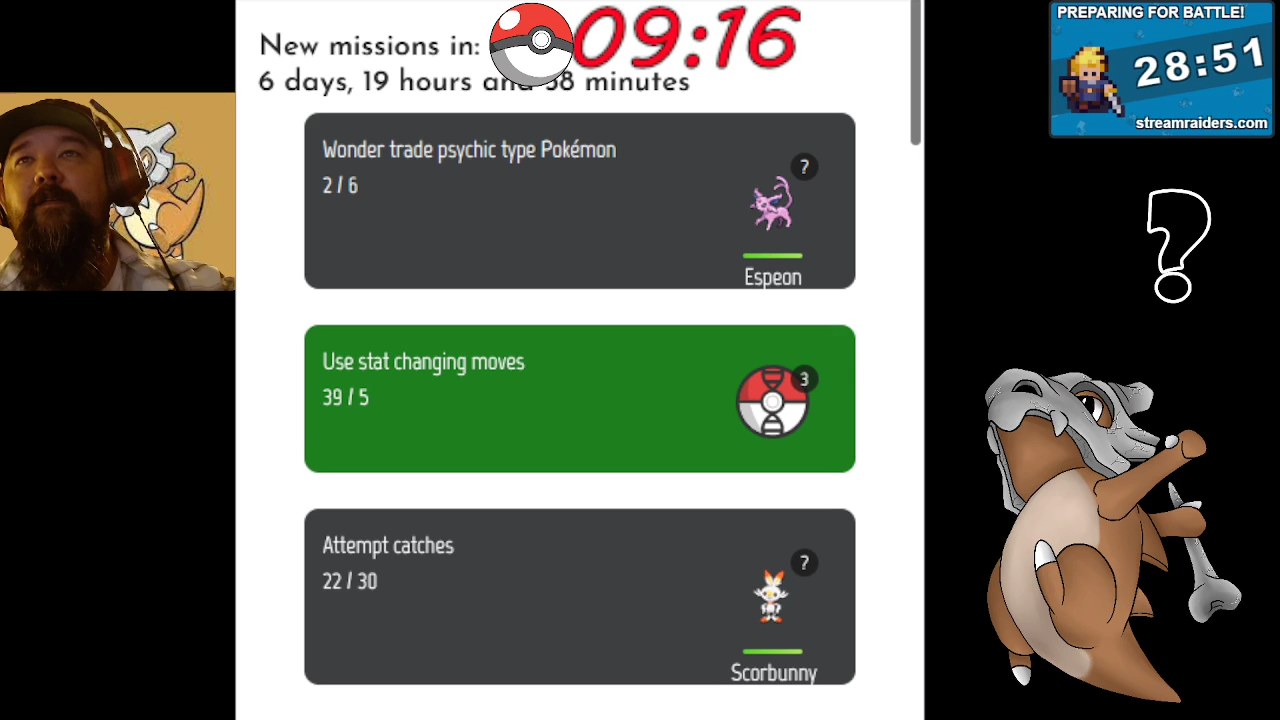 New missions in:
09:16
6 days, 19 hours and 58 minutes
Wonder trade psychic type Pokémon
2 / 6
?
Espeon
Use stat changing moves
39 / 5
3
Attempt catches
22 / 30
?
Scorbunny
PREPARING FOR BATTLE!
28:51
streamraiders.com
?